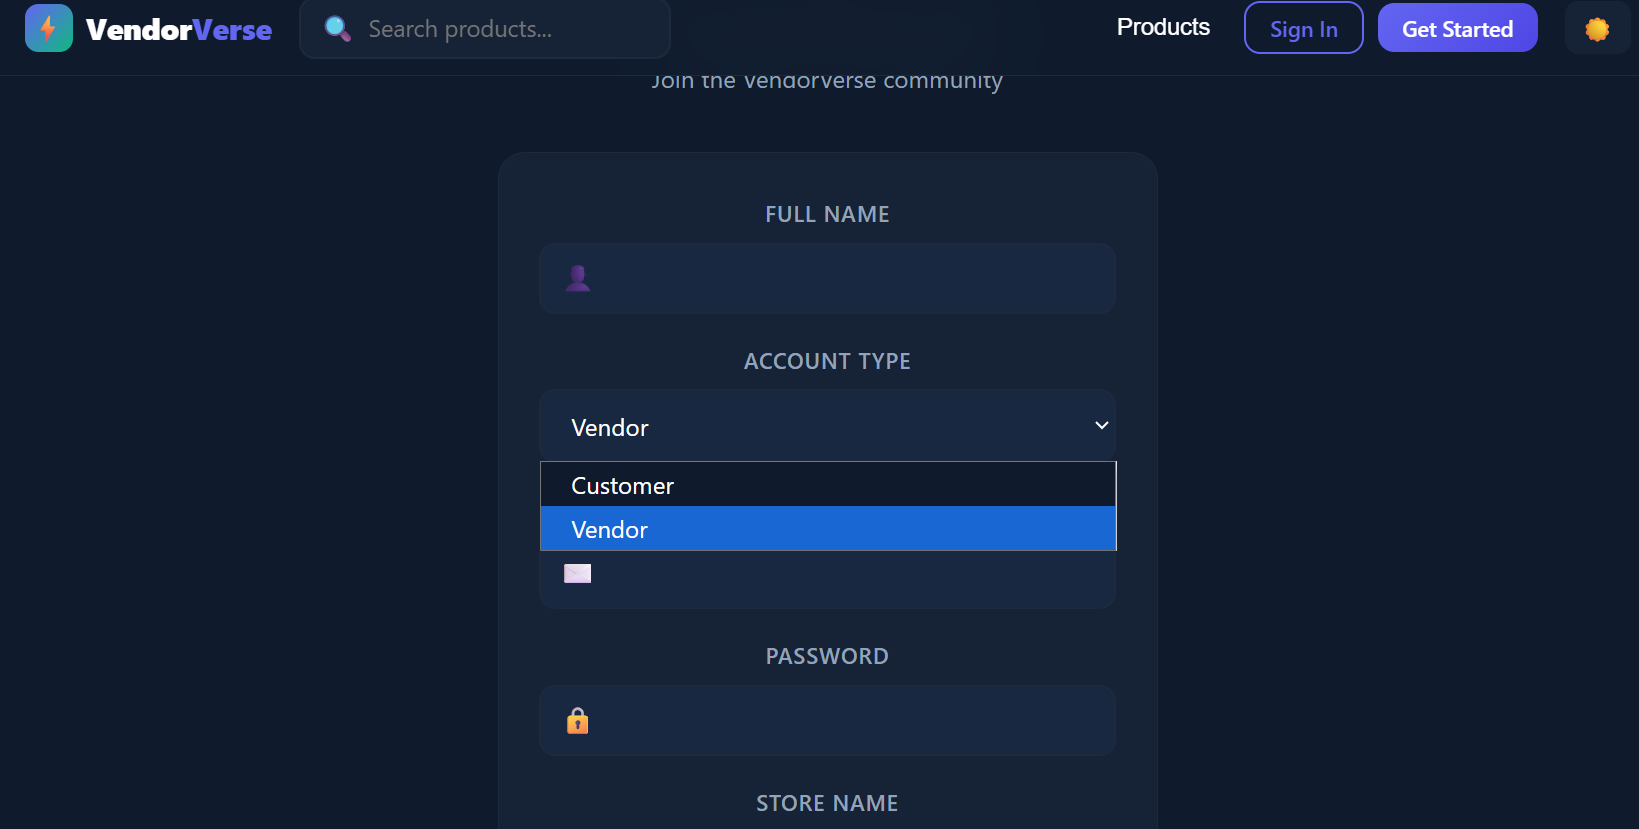 VendorVerse
Search products...
Products
Sign In
Get Started
Join the VendorVerse community
FULL NAME
ACCOUNT TYPE
Vendor
Customer
Vendor
PASSWORD
STORE NAME